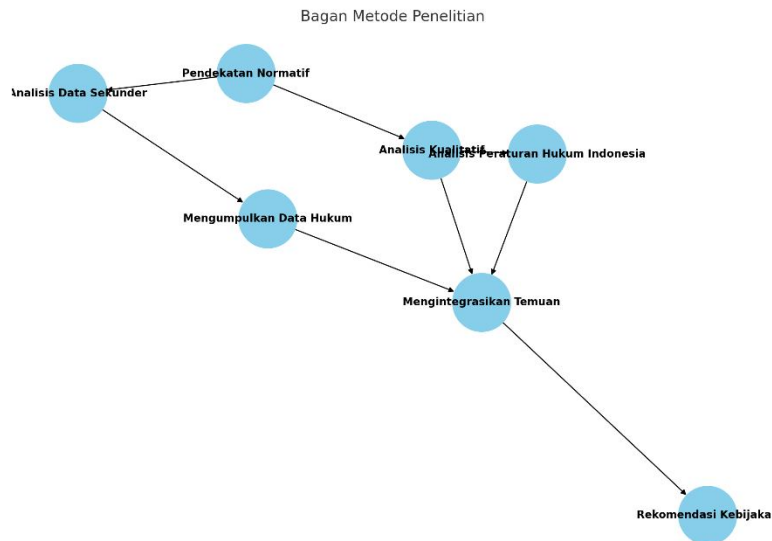 Bagan Metode Penelitian
Pendekatan Normatif
Analisis Data Sekunder
Analisis Kualitatif
Analisis Peraturan Hukum Indonesia
Mengumpulkan Data Hukum
Mengintegrasikan Temuan
Rekomendasi Kebijaka